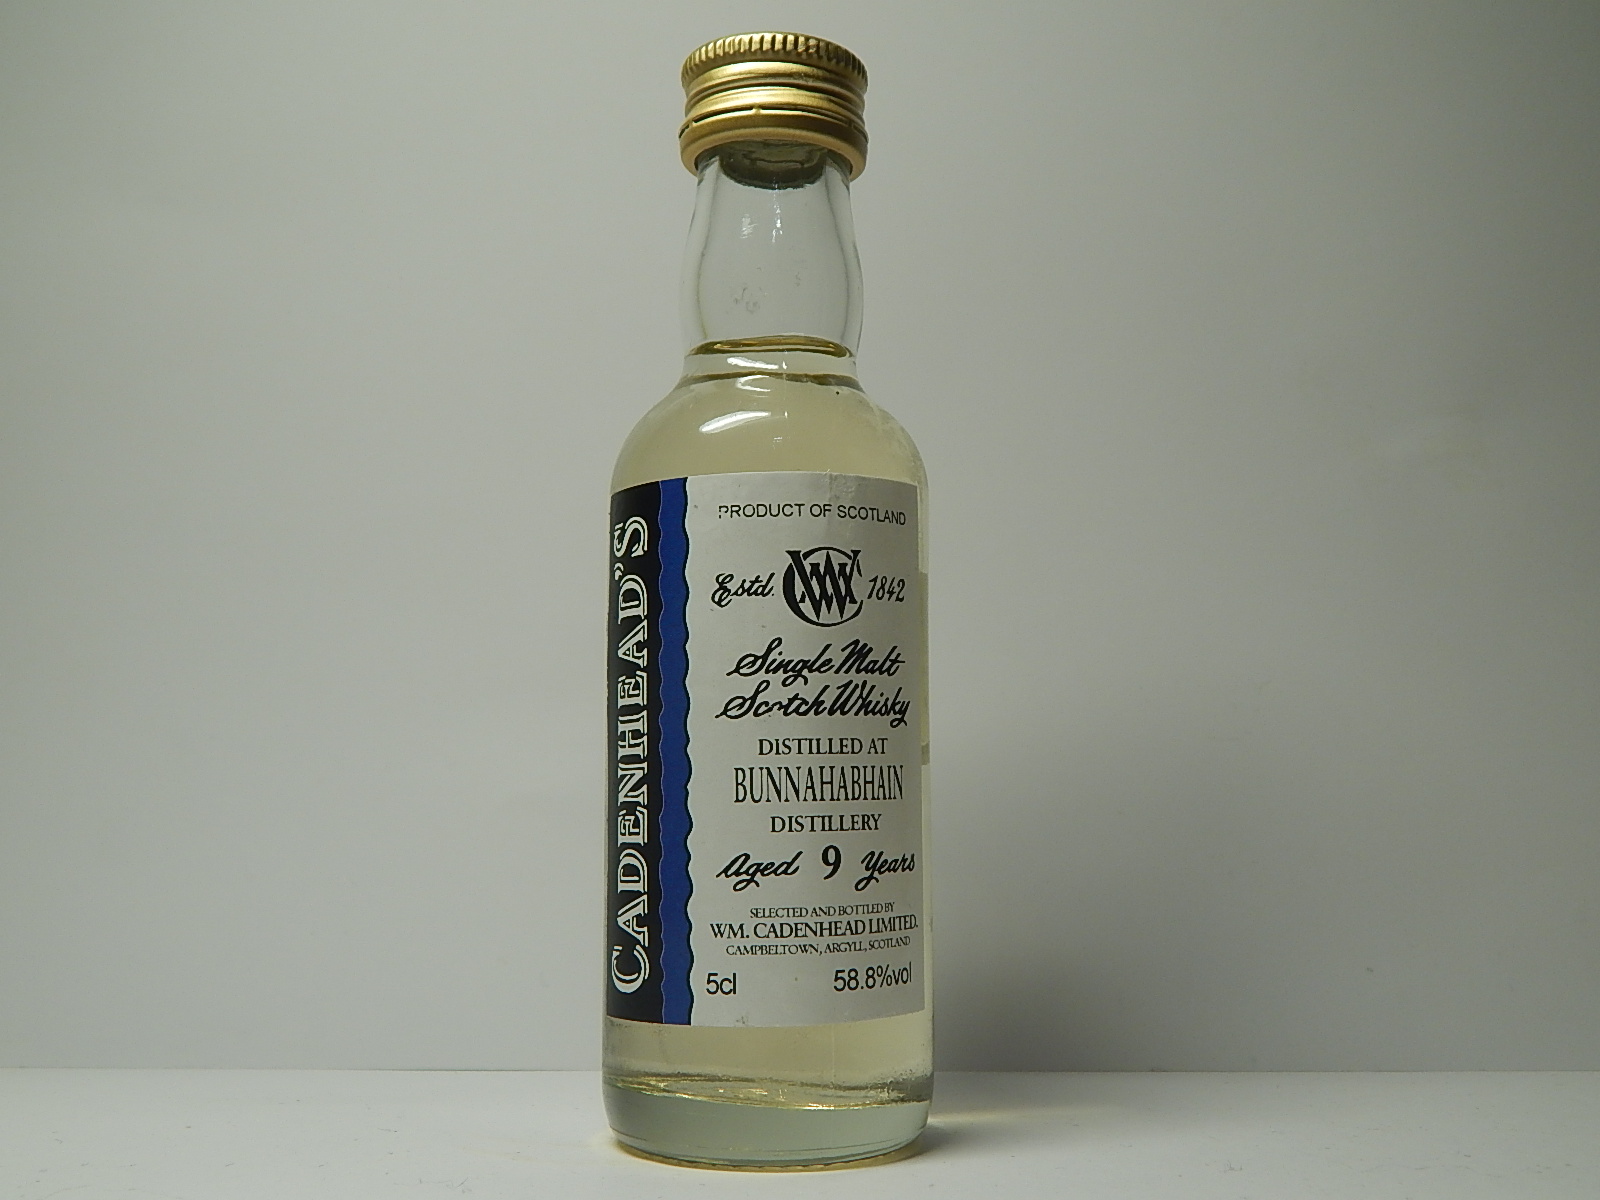 CADENHEAD'S
PRODUCT OF SCOTLAND
Estd. WC 1842
Single Malt
Scotch Whisky
DISTILLED AT
BUNNAHABHAIN
DISTILLERY
Aged 9 Years
SELECTED AND BOTTLED BY
WM. CADENHEAD LIMITED.
CAMPBELTOWN, ARGYLL, SCOTLAND
5cl 58.8%vol